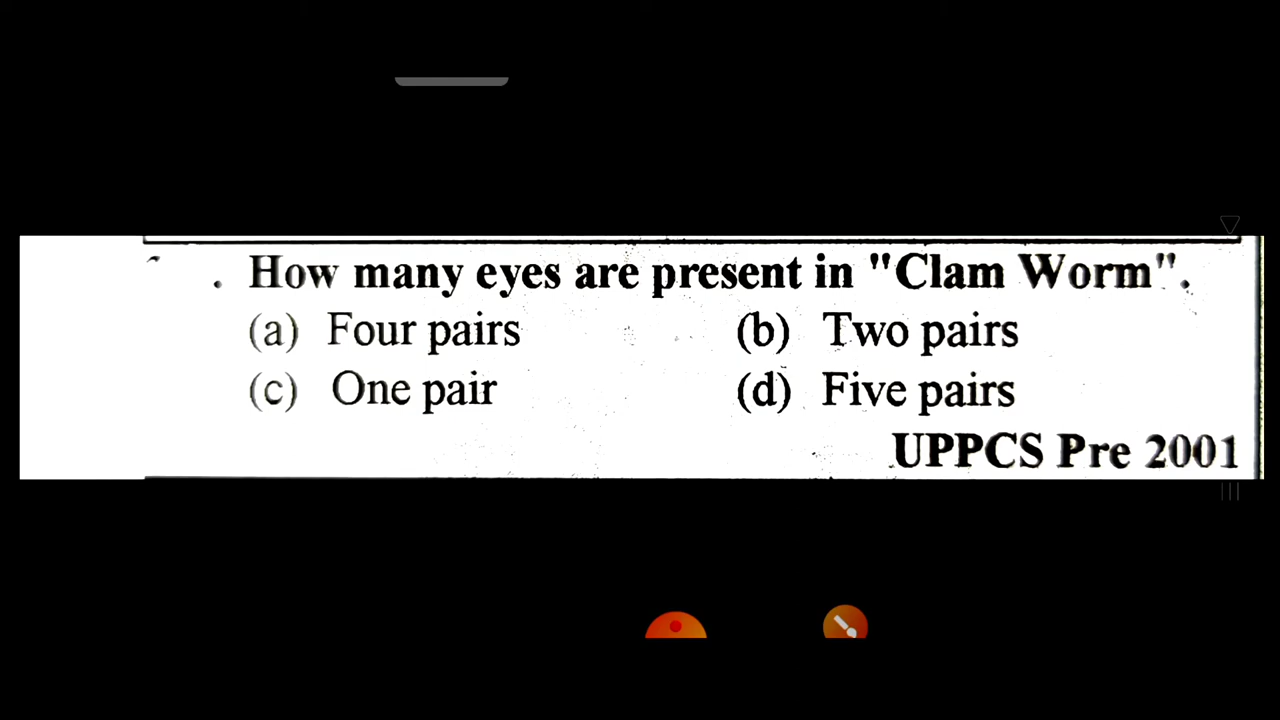 . How many eyes are present in "Clam Worm".
(a) Four pairs (b) Two pairs
(c) One pair (d) Five pairs
UPPCS Pre 2001